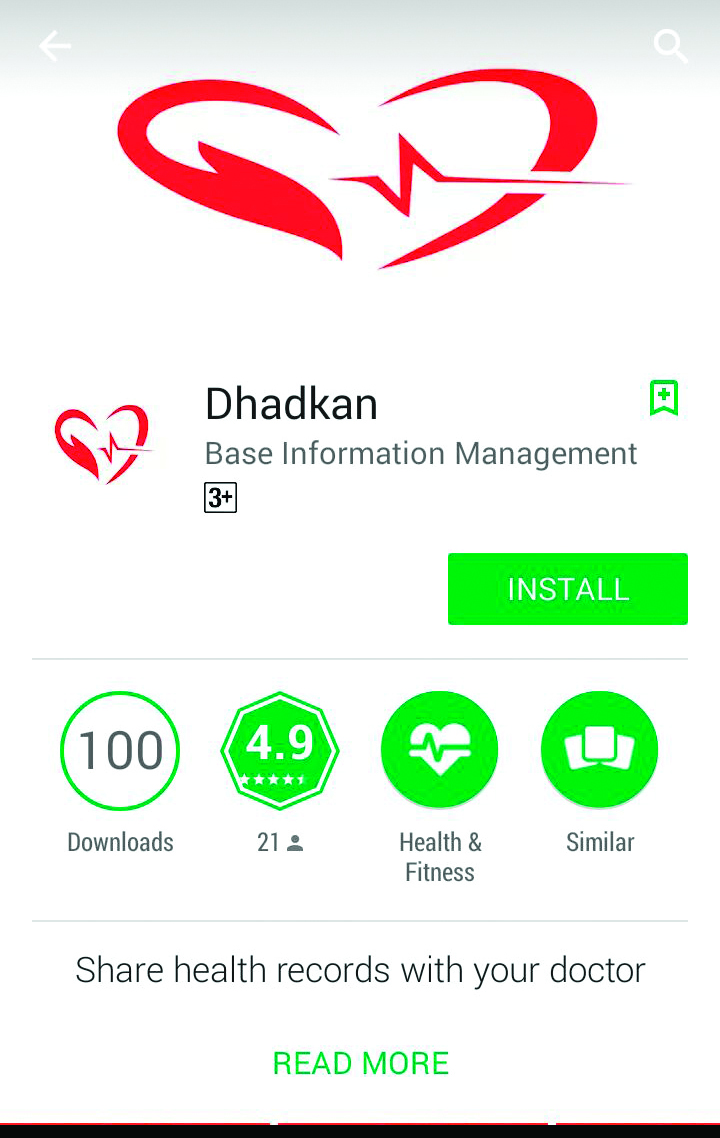 Dhadkan
Base Information Management
3+
INSTALL
100
4.9
Downloads
21
Health &
Fitness
Similar
Share health records with your doctor
READ MORE